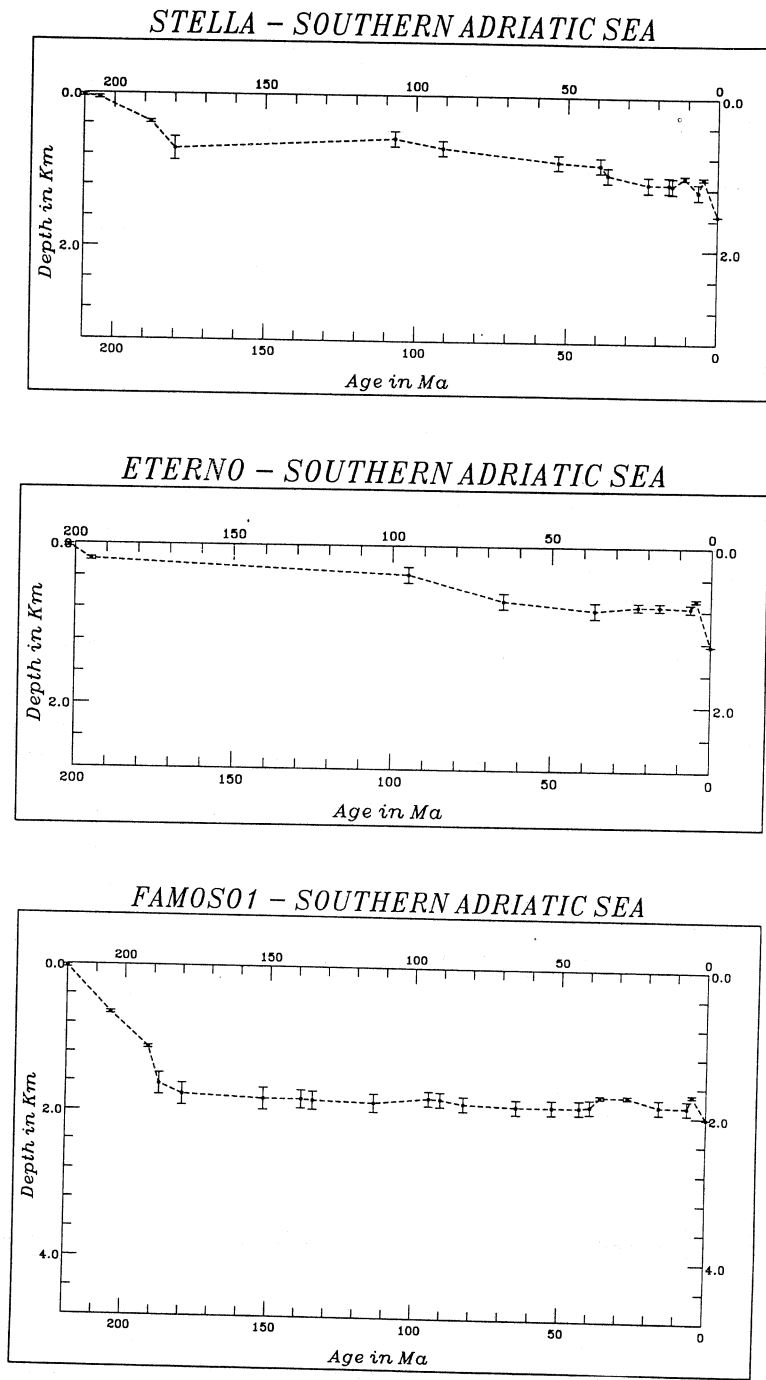 STELLA – SOUTHERN ADRIATIC SEA
200 150 100 50 0
0.0 0.0
2.0 2.0
Depth in Km
200 150 100 50 0
Age in Ma
ETERNO – SOUTHERN ADRIATIC SEA
200 150 100 50 0
0.0 0.0
2.0 2.0
Depth in Km
200 150 100 50 0
Age in Ma
FAMOSO1 – SOUTHERN ADRIATIC SEA
200 150 100 50 0
0.0 0.0
2.0 2.0
4.0 4.0
Depth in Km
200 150 100 50 0
Age in Ma